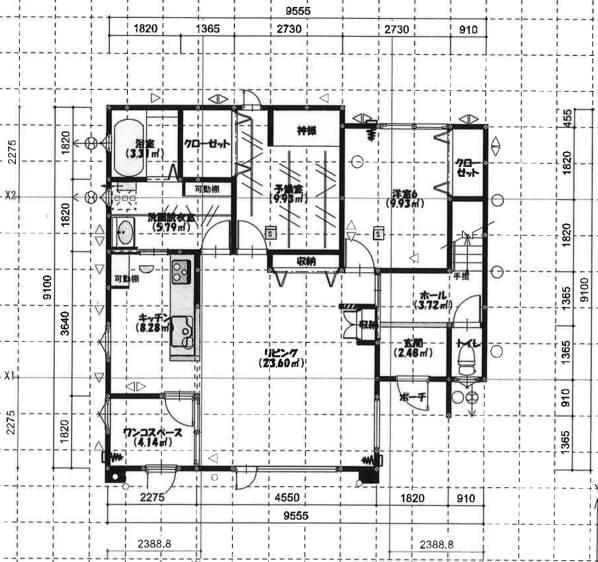 9555
1820 1365 2730 2730 910
神棚
浴室
(3.31㎡)
クローゼット
予備室
(9.93㎡)
洋室6
(9.93㎡)
クロー
ゼット
可動棚
洗面脱衣室
(5.79㎡)
S
S
収納
手摺
可動棚
キッチン
(8.28㎡)
リビング
(23.60㎡)
ホール
(3.72㎡)
収納
玄関
(2.48㎡)
トイレ
ポーチ
ワンコスペース
(4.14㎡)
2275
X2
9100
X1
2275
1820
1820
3640
1820
455
1820
1820
1365
1365
910
1365
9100
2275 4550 1820 910
9555
2388.8 2388.8